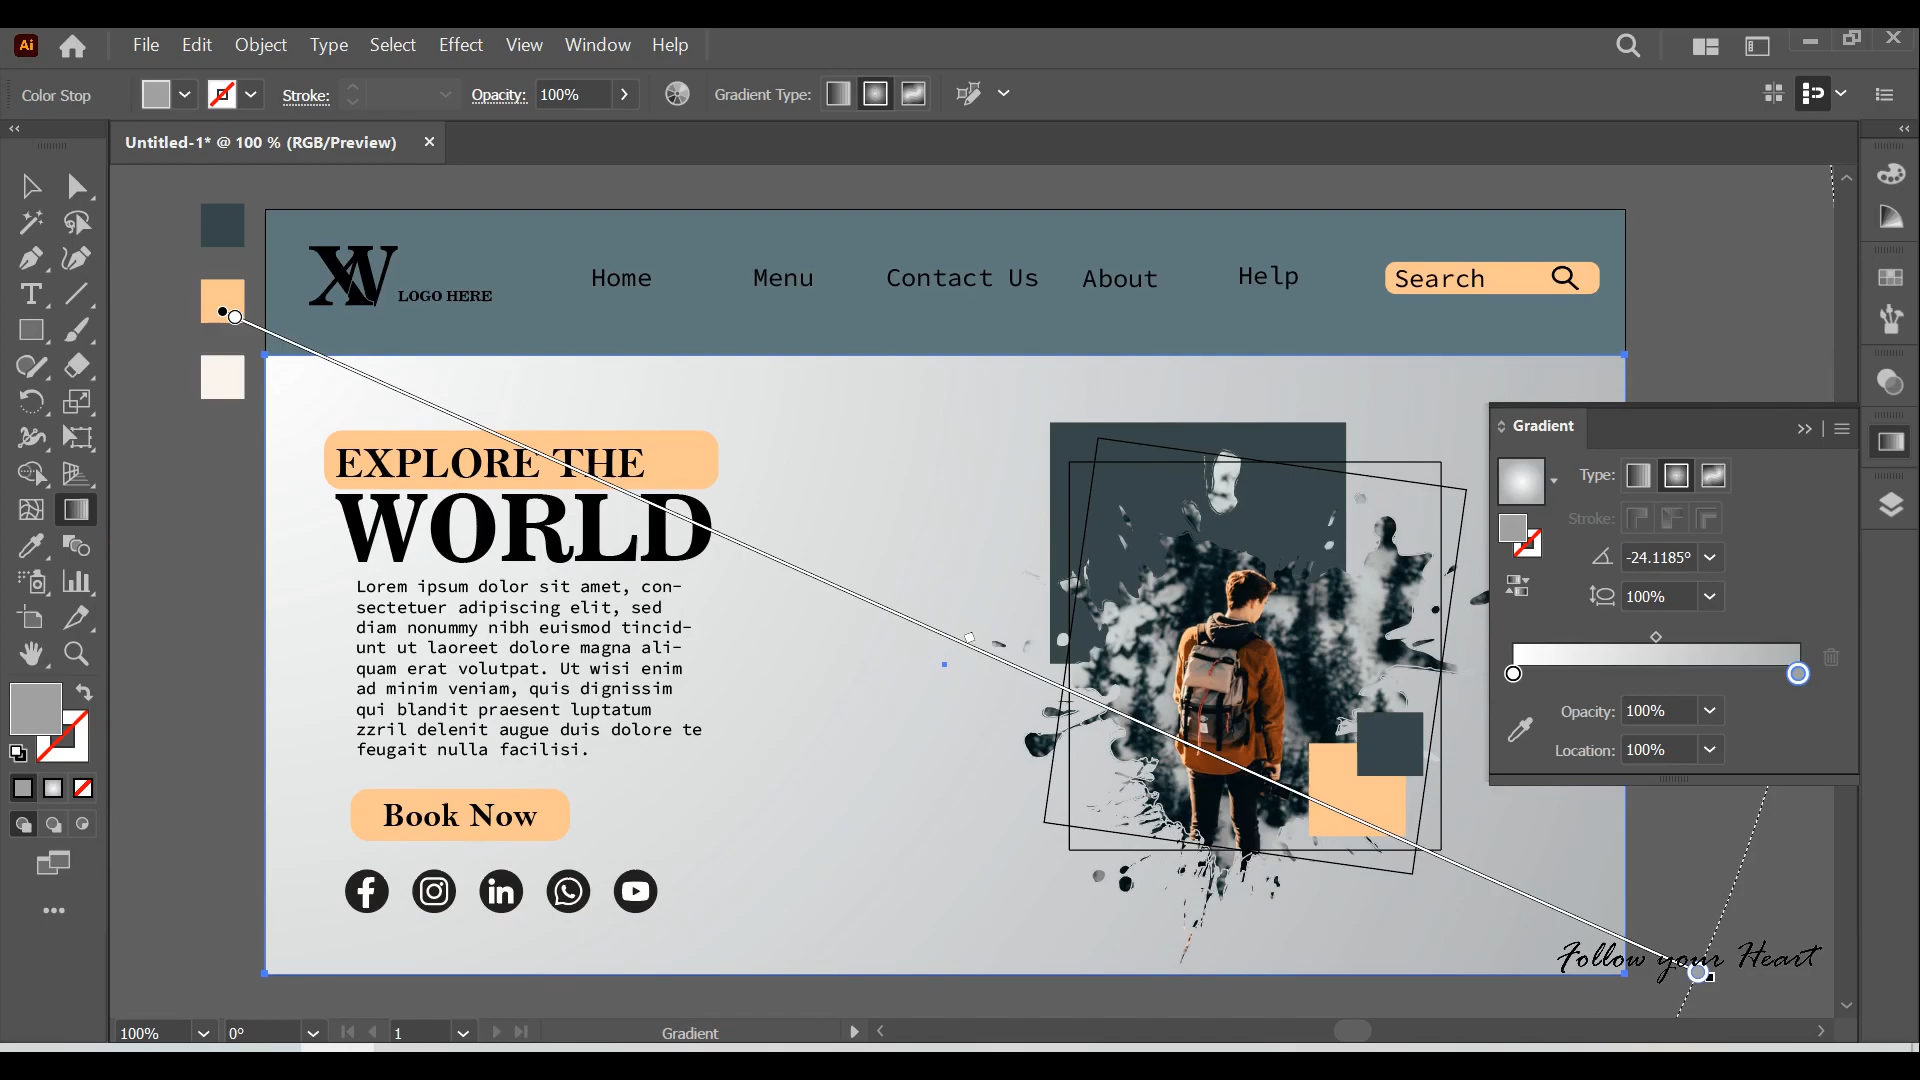 Ai File Edit Object Type Select Effect View Window Help
Color Stop Stroke: Opacity: 100% Gradient Type:
Untitled-1* @ 100 % (RGB/Preview) ×
XW LOGO HERE
Home Menu Contact Us About Help Search
EXPLORE THE
WORLD
Lorem ipsum dolor sit amet, con-
sectetuer adipiscing elit, sed
diam nonummy nibh euismod tincid-
unt ut laoreet dolore magna ali-
quam erat volutpat. Ut wisi enim
ad minim veniam, quis dignissim
qui blandit praesent luptatum
zzril delenit augue duis dolore te
feugait nulla facilisi.
Book Now
Gradient
Type:
Stroke:
-24.1185°
100%
Opacity: 100%
Location: 100%
Follow your Heart
100% 0° 1 Gradient